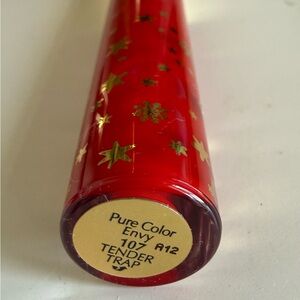 Pure Color
Envy
107 A12
TENDER
TRAP